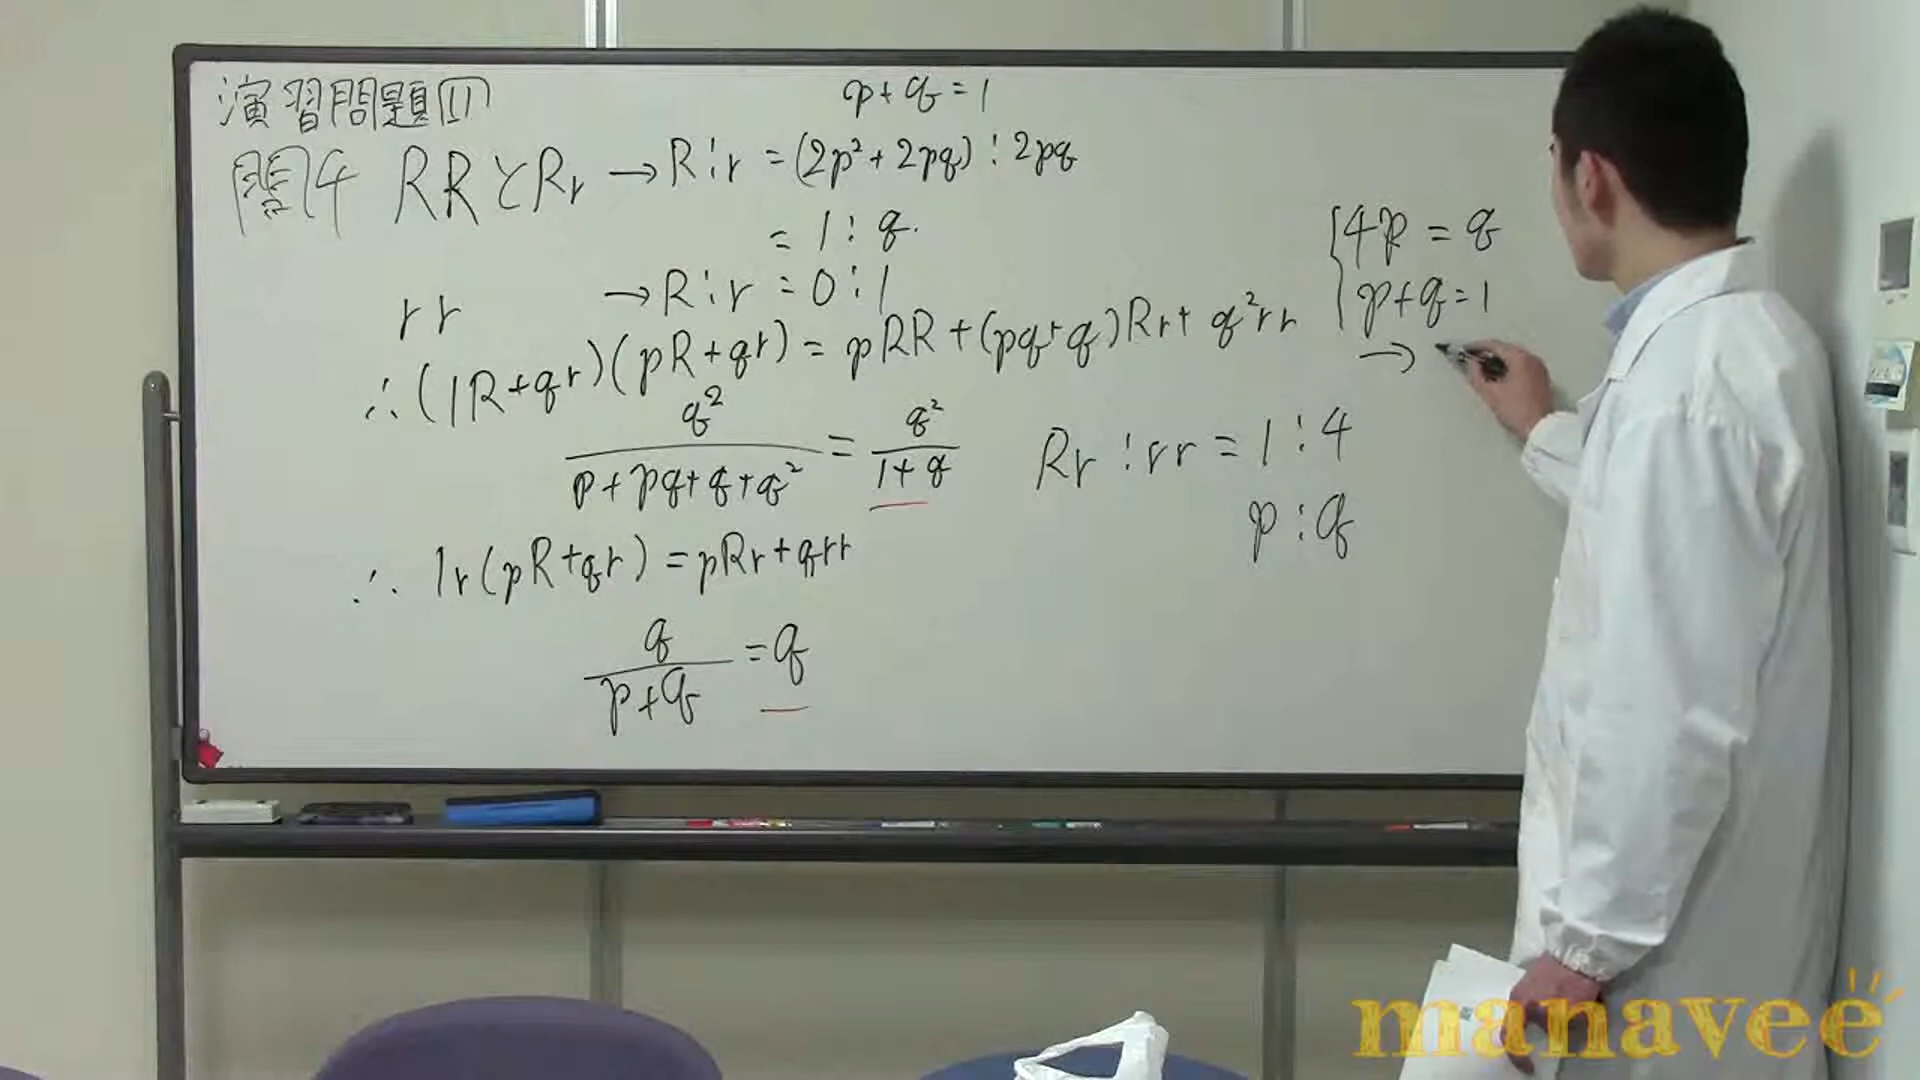 演習問題11
p+q=1
問4 RRとRr → R:r = (2p²+2pq):2pq
= 1:q.
rr → R:r = 0:1
∴(1R+qr)(pR+qr) = pRR+(pq+q)Rr+q²rr
q²/(p+pq+q+q²) = q²/(1+q)
∴ 1r(pR+qr) = pRr+qrr
q/(p+q) = q
Rr:rr = 1:4
p:q
{4p = q
p+q=1
→
manavee